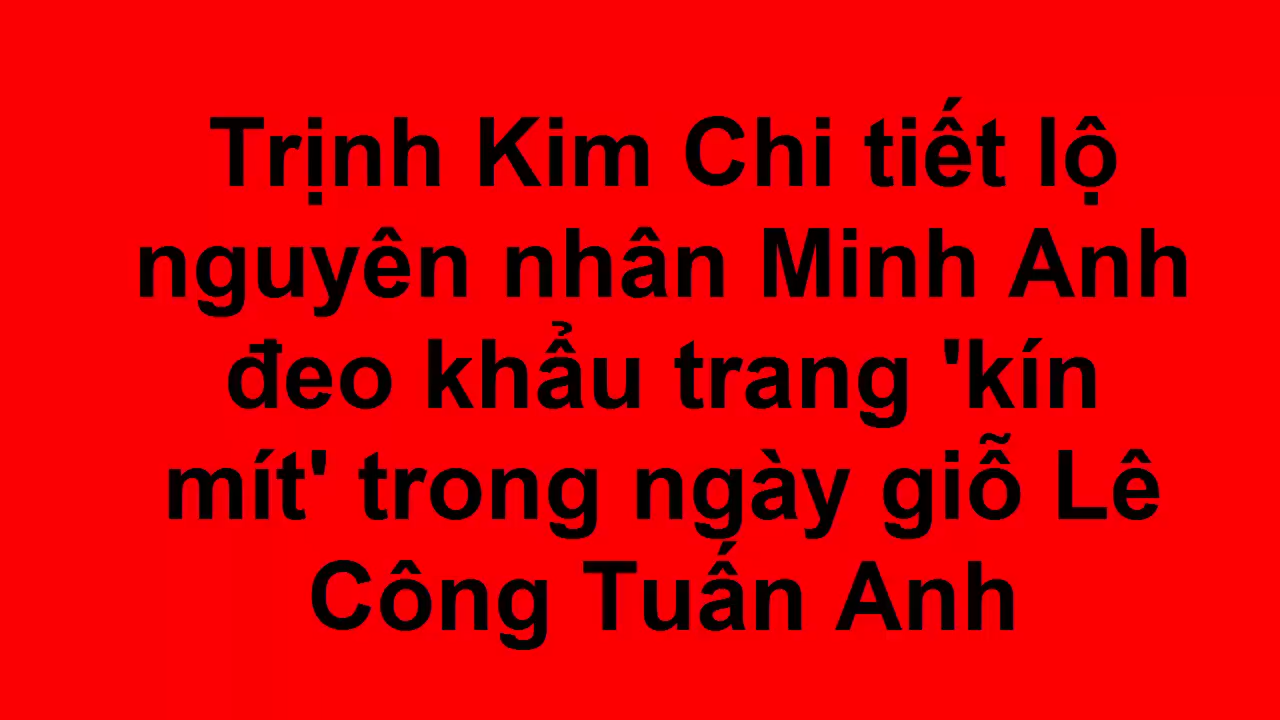 Trịnh Kim Chi tiết lộ
nguyên nhân Minh Anh
đeo khẩu trang 'kín
mít' trong ngày giỗ Lê
Công Tuấn Anh